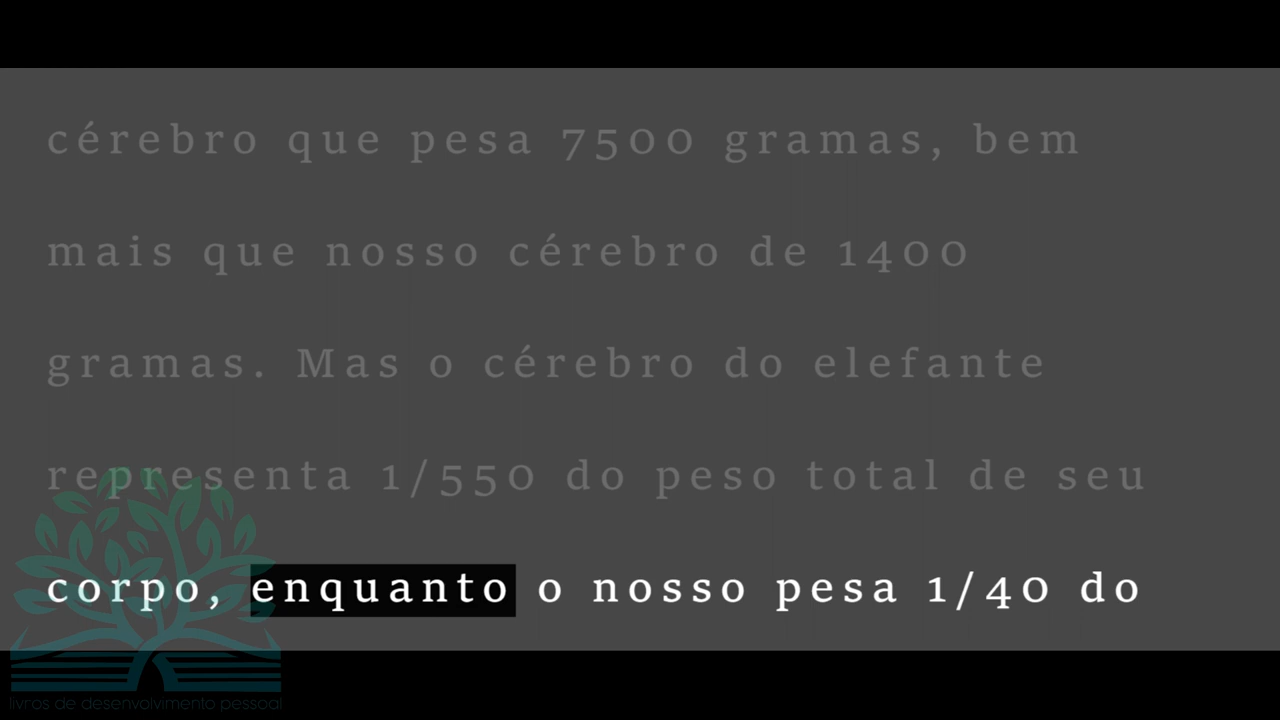 cérebro que pesa 7500 gramas, bem
mais que nosso cérebro de 1400
gramas. Mas o cérebro do elefante
representa 1/550 do peso total de seu
corpo, enquanto o nosso pesa 1/40 do
livros de desenvolvimento pessoal